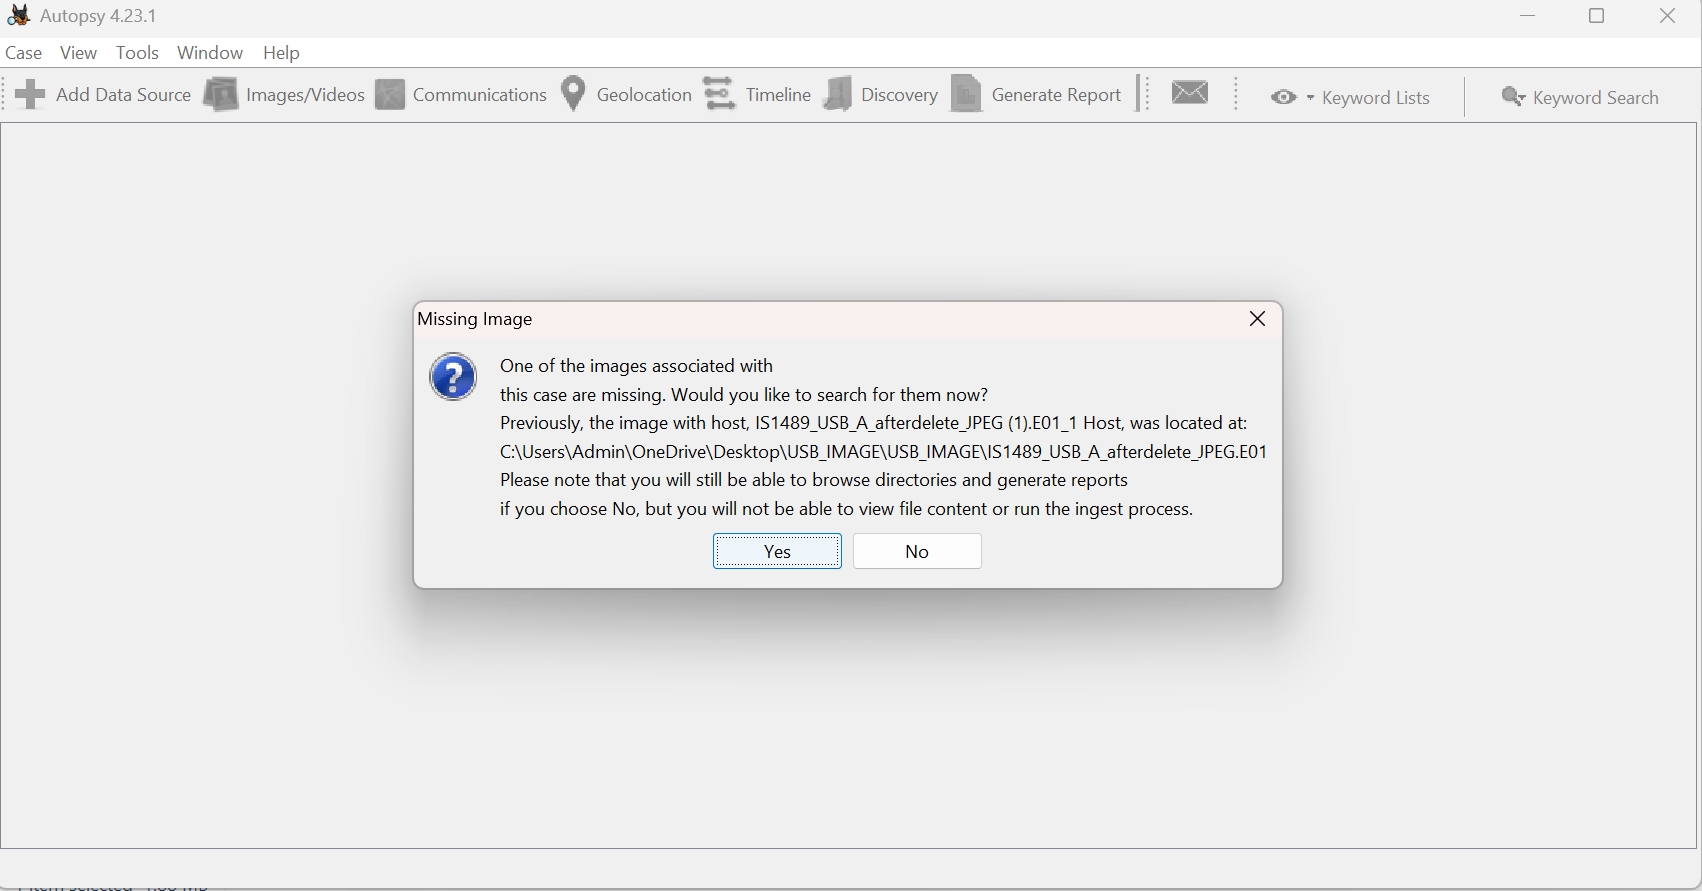 Autopsy 4.23.1
Case View Tools Window Help
Add Data Source Images/Videos Communications Geolocation Timeline Discovery Generate Report Keyword Lists Keyword Search
Missing Image
One of the images associated with
this case are missing. Would you like to search for them now?
Previously, the image with host, IS1489_USB_A_afterdelete_JPEG (1).E01_1 Host, was located at:
C:\Users\Admin\OneDrive\Desktop\USB_IMAGE\USB_IMAGE\IS1489_USB_A_afterdelete_JPEG.E01
Please note that you will still be able to browse directories and generate reports
if you choose No, but you will not be able to view file content or run the ingest process.
Yes No